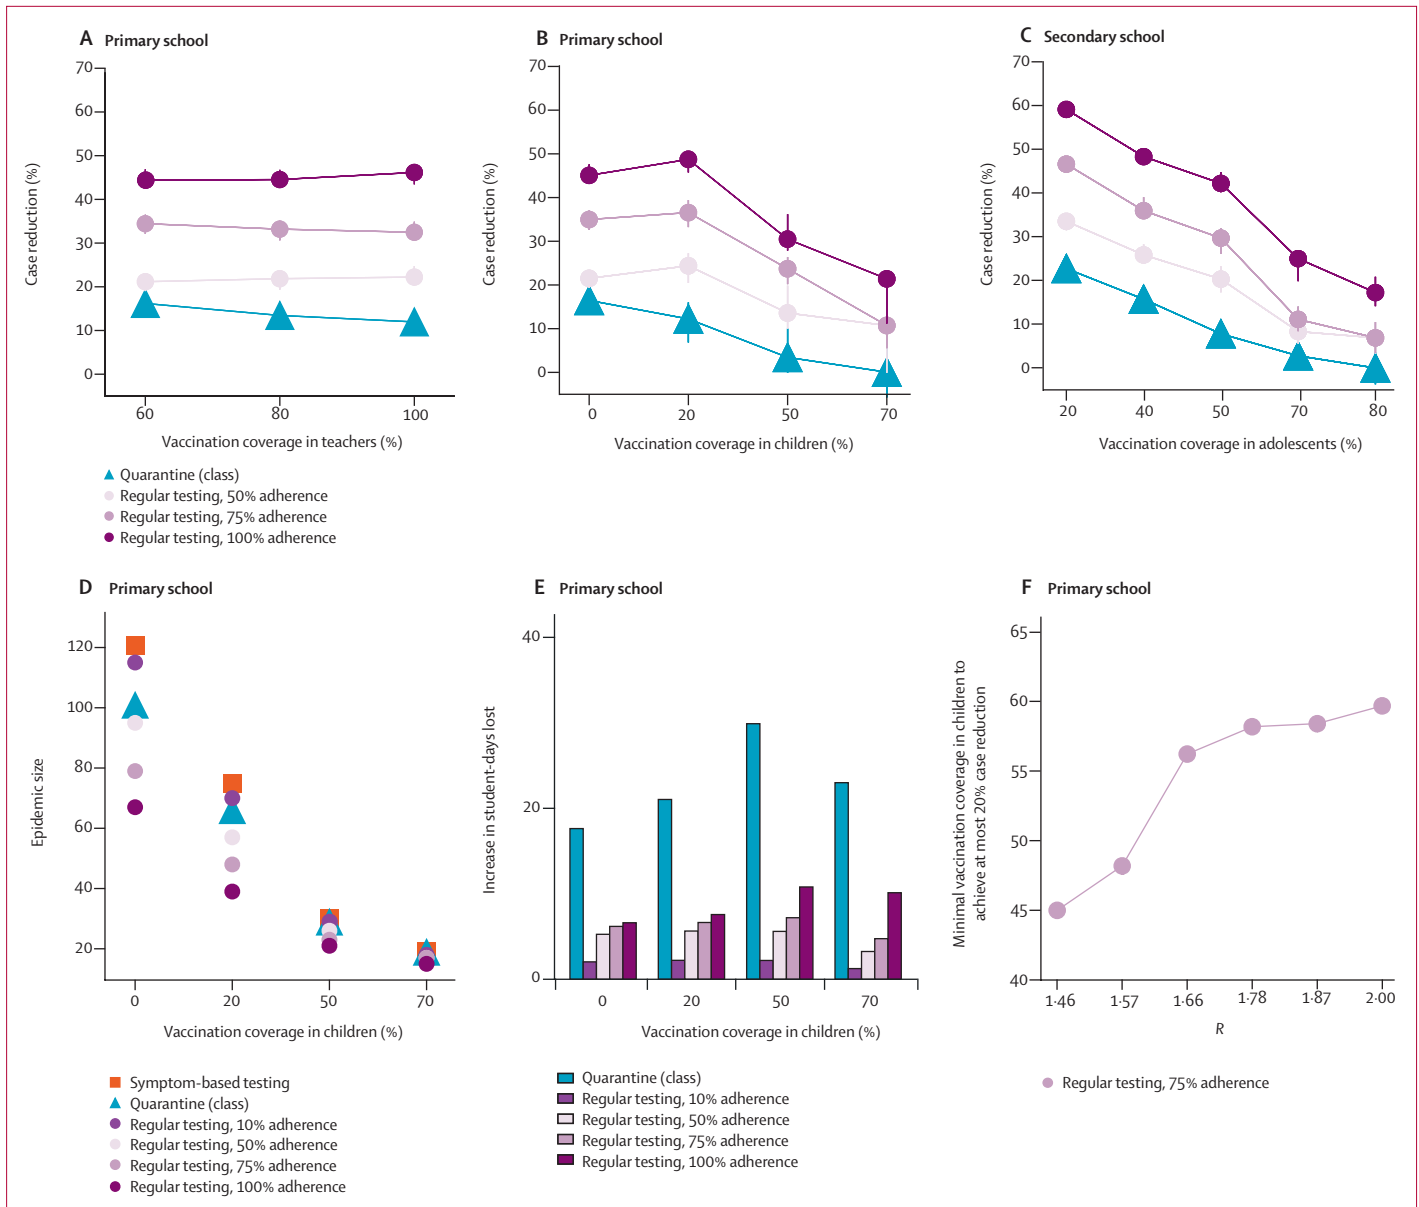 A Primary school
70
60
50
40
30
20
10
0
Case reduction (%)
60 80 100
Vaccination coverage in teachers (%)
Quarantine (class)
Regular testing, 50% adherence
Regular testing, 75% adherence
Regular testing, 100% adherence
B Primary school
70
60
50
40
30
20
10
0
Case reduction (%)
0 20 50 70
Vaccination coverage in children (%)
C Secondary school
70
60
50
40
30
20
10
0
Case reduction (%)
20 40 50 70 80
Vaccination coverage in adolescents (%)
D Primary school
120
100
80
60
40
20
Epidemic size
0 20 50 70
Vaccination coverage in children (%)
Symptom-based testing
Quarantine (class)
Regular testing, 10% adherence
Regular testing, 50% adherence
Regular testing, 75% adherence
Regular testing, 100% adherence
E Primary school
40
20
0
Increase in student-days lost
0 20 50 70
Vaccination coverage in children (%)
Quarantine (class)
Regular testing, 10% adherence
Regular testing, 50% adherence
Regular testing, 75% adherence
Regular testing, 100% adherence
F Primary school
65
60
55
50
45
40
Minimal vaccination coverage in children to
achieve at most 20% case reduction
1·46 1·57 1·66 1·78 1·87 2·00
R
Regular testing, 75% adherence